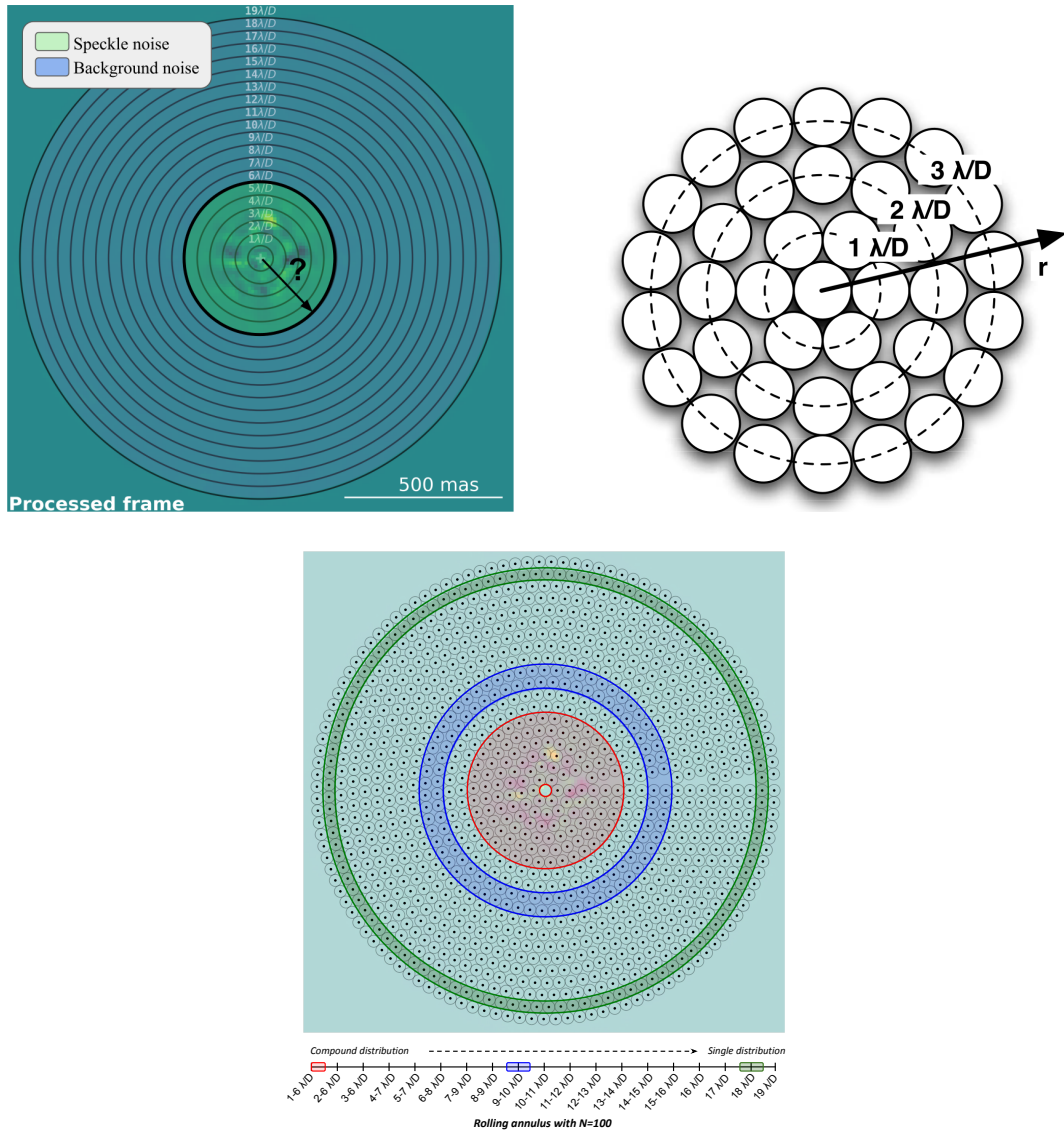 19λ/D
18λ/D
17λ/D
16λ/D
15λ/D
14λ/D
13λ/D
12λ/D
11λ/D
10λ/D
9λ/D
8λ/D
7λ/D
6λ/D
5λ/D
4λ/D
3λ/D
2λ/D
1λ/D
Speckle noise
Background noise
?
500 mas
Processed frame
3 λ/D
2 λ/D
1 λ/D
r
Compound distribution
Single distribution
1-6 λ/D
2-6 λ/D
3-6 λ/D
4-7 λ/D
5-7 λ/D
6-8 λ/D
7-9 λ/D
8-9 λ/D
9-10 λ/D
10-11 λ/D
11-12 λ/D
12-13 λ/D
13-14 λ/D
14-15 λ/D
15-16 λ/D
16 λ/D
17 λ/D
18 λ/D
19 λ/D
Rolling annulus with N=100